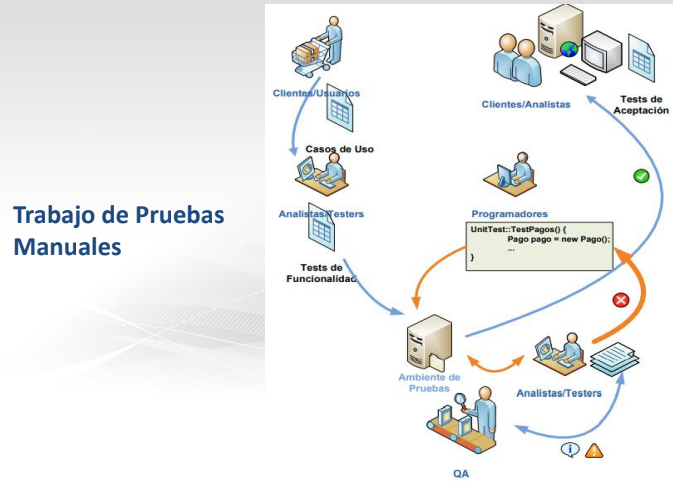 Trabajo de Pruebas
Manuales
Clientes/Usuarios
Casos de Uso
Analistas/Testers
Tests de
Funcionalidad
Clientes/Analistas
Tests de
Aceptación
Programadores
UnitTest::TestPagos() {
Pago pago = new Pago();
...
}
Ambiente de
Pruebas
Analistas/Testers
QA